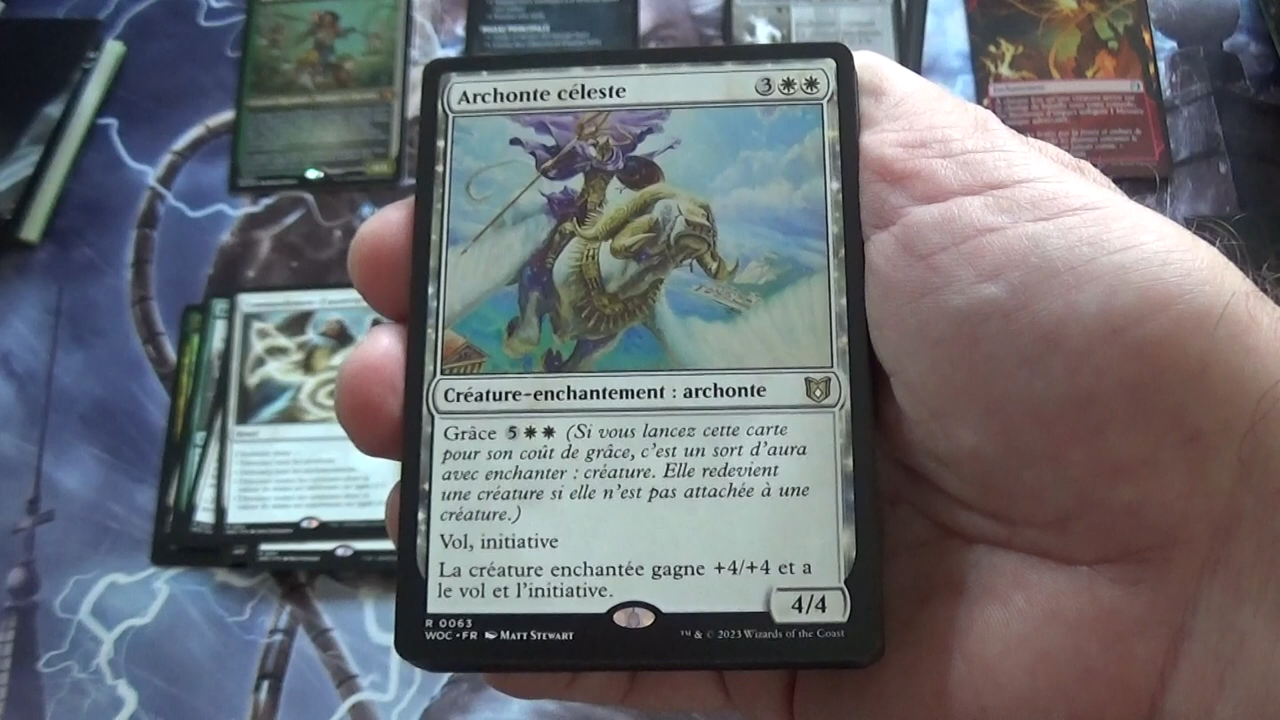 Archonte céleste 3
Créature-enchantement : archonte
Grâce 5 (Si vous lancez cette carte
pour son coût de grâce, c'est un sort d'aura
avec enchanter : créature. Elle redevient
une créature si elle n'est pas attachée à une
créature.)
Vol, initiative
La créature enchantée gagne +4/+4 et a
le vol et l'initiative.
4/4
R 0063
WOC • FR Matt Stewart
™ & © 2023 Wizards of the Coast